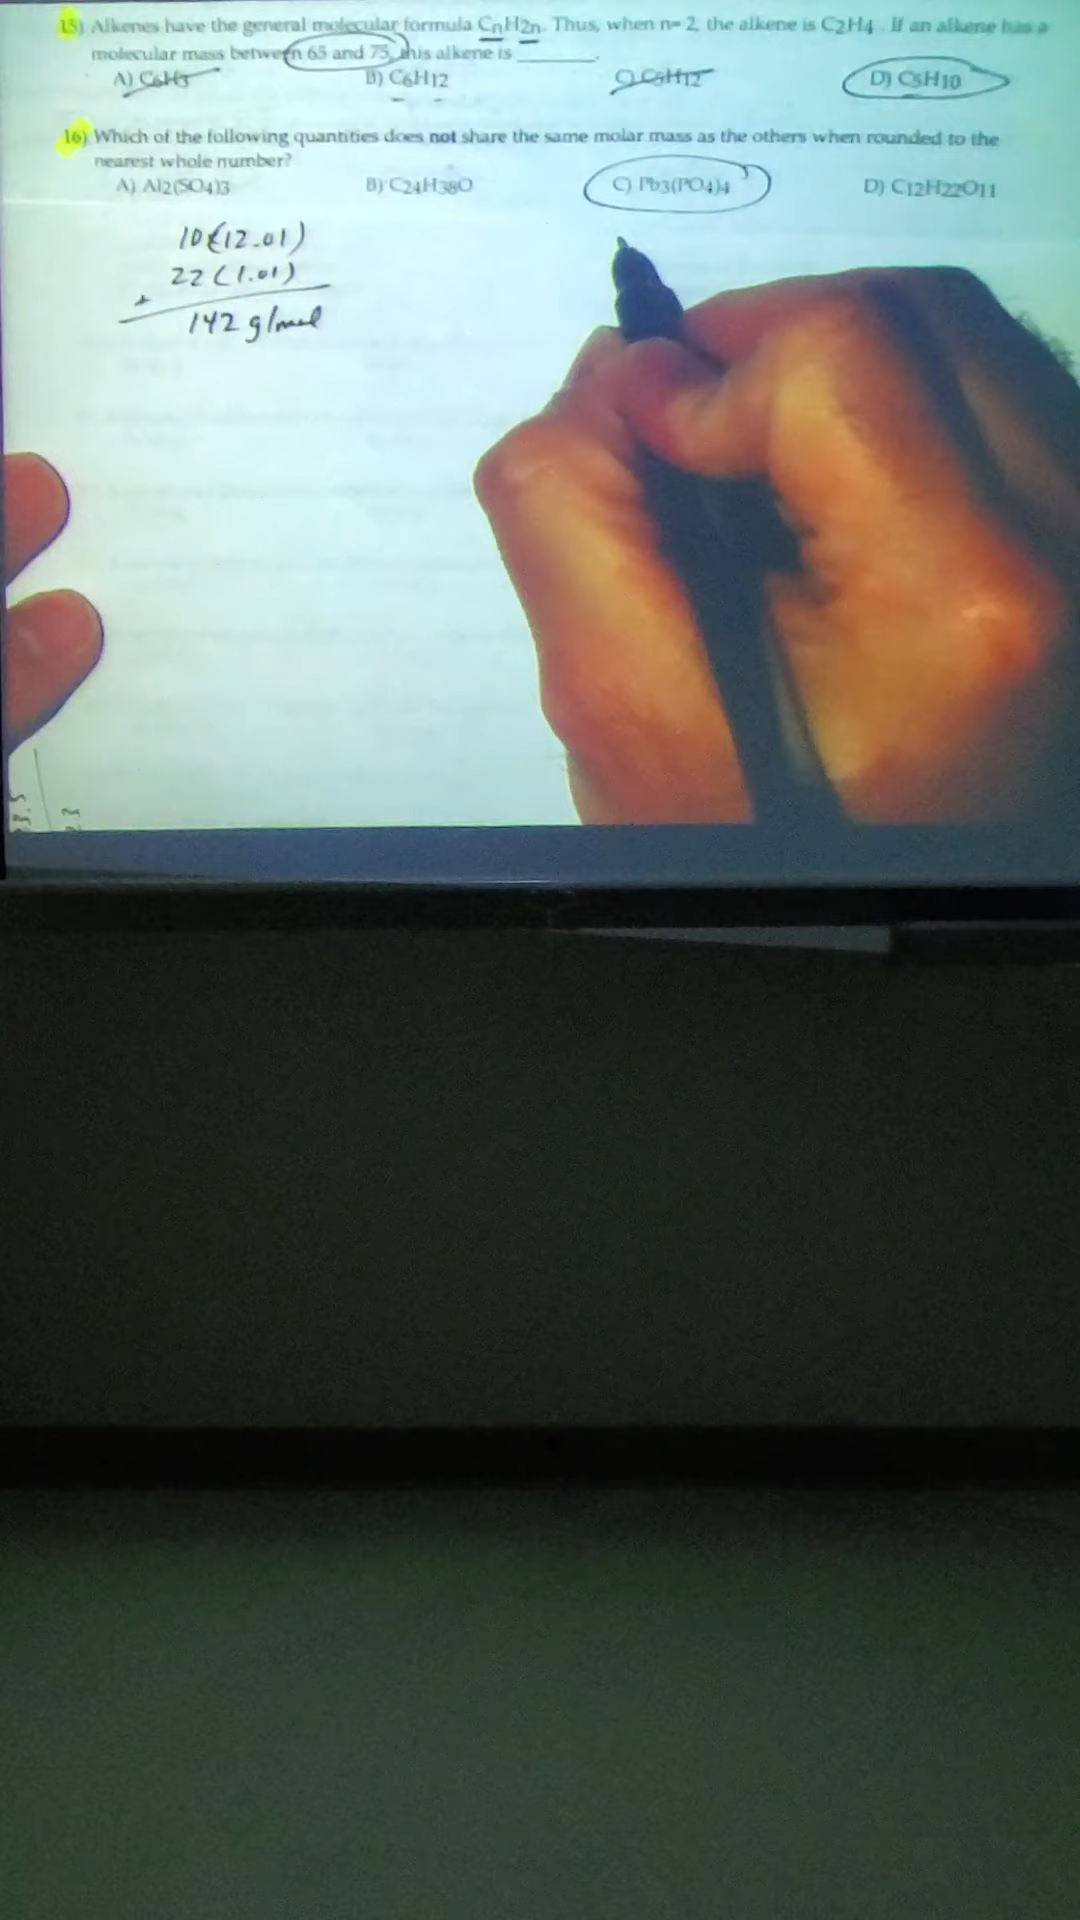 15) Alkenes have the general molecular formula CnH2n. Thus, when n= 2, the alkene is C2H4 . If an alkene has a
molecular mass between 65 and 75, this alkene is ________.
A) C6H3 B) C6H12 C) C5H12 D) C5H10
16) Which of the following quantities does not share the same molar mass as the others when rounded to the
nearest whole number?
A) Al2(SO4)3 B) C24H38O C) Pb3(PO4)4 D) C12H22O11
10(12.01)
22(1.01)
+
142 g/mol